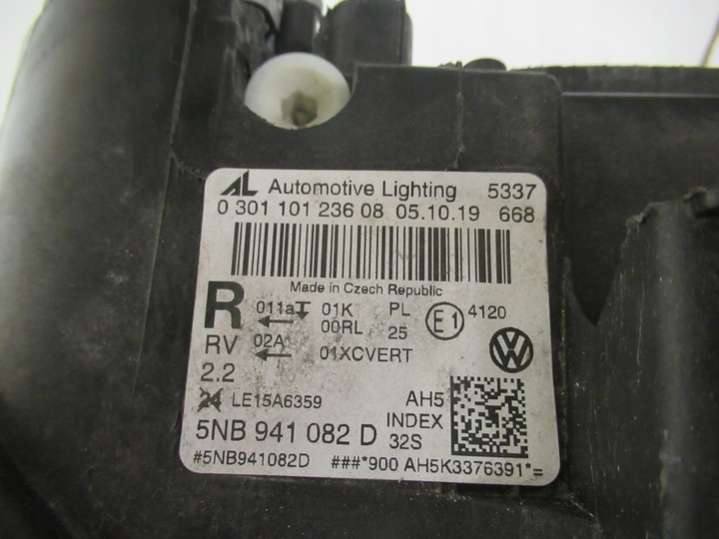 AL Automotive Lighting 5337
0 301 101 236 08 05.10.19 668
Made in Czech Republic
R 011a 01K PL E1 4120
00RL 25
RV 02A 01XCVERT VW
2.2
24 LE15A6359 AH5
5NB 941 082 D INDEX 32S
#5NB941082D ###*900 AH5K3376391*=